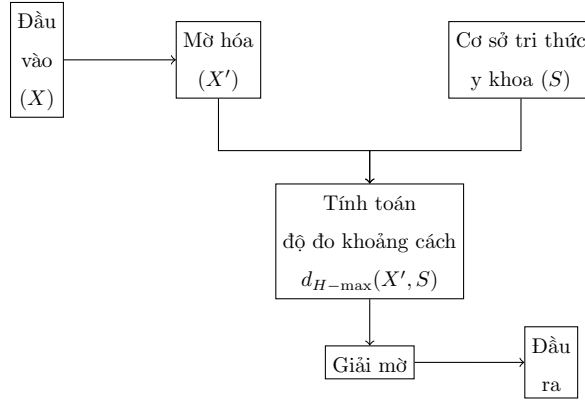 Đầu
vào
(X)
Mờ hóa
(X′)
Cơ sở tri thức
y khoa (S)
Tính toán
độ đo khoảng cách
d_{H−max}(X′, S)
Giải mờ
Đầu
ra